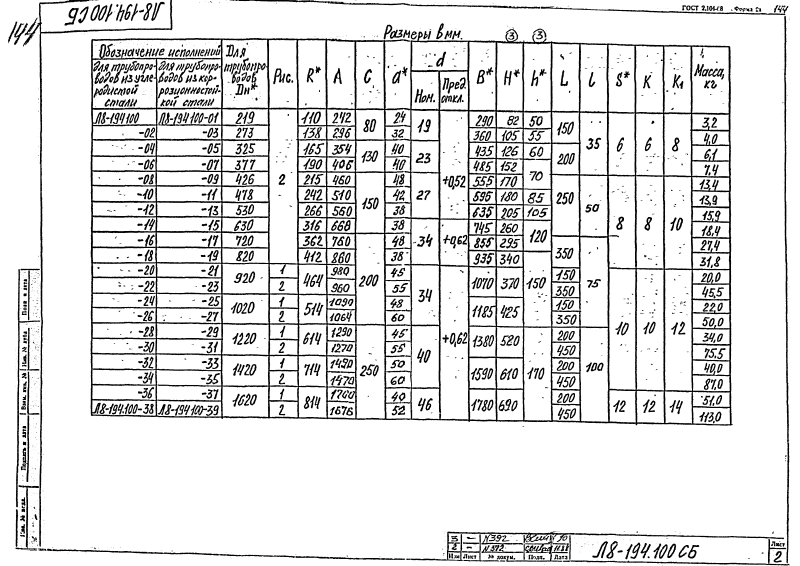 ГОСТ 2.104-68 Форма 2а 144
144
Л8-194.100СБ
Размеры в мм. 3 3
Обозначение исполнений Для трубопроводов Dн* Рис. R* A C a* d B* H* h* L l S* K K1 Масса, кг
Для трубопроводов из углеродистой стали Для трубопроводов из коррозионностойкой стали Ном. Пред. откл.
Л8-194.100 Л8-194.100-01 219 2 110 242 80 24 19 +0,52 290 82 50 150 35 6 6 8 3,2
-02 -03 273 138 296 32 360 105 55 4,0
-04 -05 325 165 354 130 40 23 435 126 60 200 6,1
-06 -07 377 190 406 40 485 152 70 7,4
-08 -09 426 215 460 150 48 27 555 170 250 50 8 8 10 13,4
-10 -11 478 242 510 42 595 180 85 13,9
-12 -13 530 266 560 38 635 205 105 15,9
-14 -15 630 316 668 38 34 +0,62 745 260 120 18,4
-16 -17 720 362 760 200 48 855 295 350 75 27,4
-18 -19 820 412 860 38 935 340 150 31,8
-20 -21 920 1 464 980 45 34 +0,62 1070 370 150 10 10 12 20,0
-22 -23 2 960 55 350 45,5
-24 -25 1020 1 514 1090 48 1185 425 150 22,0
-26 -27 2 1064 60 350 50,0
-28 -29 1220 1 614 1290 250 45 40 1380 520 170 200 100 34,0
-30 -31 2 1270 55 450 75,5
-32 -33 1420 1 714 1490 50 1590 610 200 40,0
-34 -35 2 1470 60 450 87,0
-36 -37 1620 1 814 1700 40 46 1780 690 200 12 12 14 51,0
Л8-194.100-38 Л8-194.100-39 2 1676 52 450 113,0
Подп. и дата
Взам. инв. №
Подпись и дата
Инв. № подл.
3 – N392
2 – N372
Изм Лист № докум. Подп. Дата
Л8-194.100 СБ
Лист
2